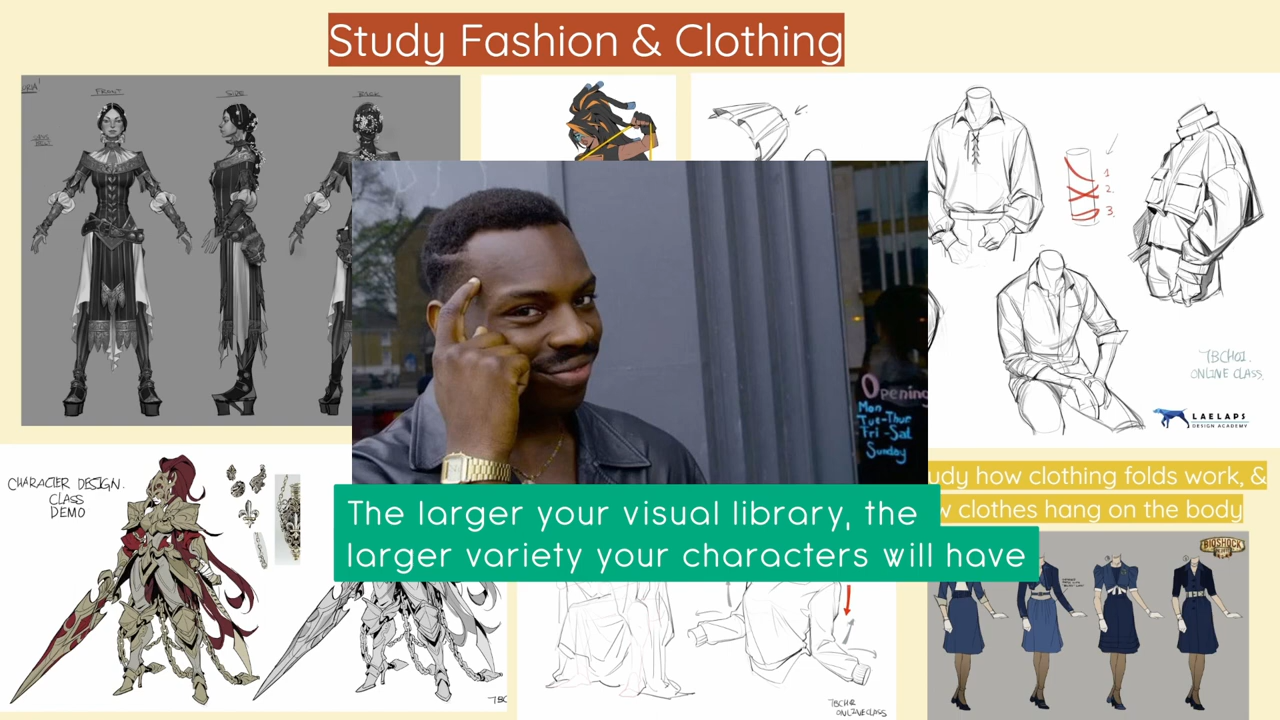 Study Fashion & Clothing
FRONT
SIDE
BACK
1
2.
3.
Opening
Mon
Tue-Thur
Fri-Sat
Sunday
7BCH01.
ONLINE CLASS.
LAELAPS
DESIGN ACADEMY
CHARACTER DESIGN.
CLASS
DEMO
udy how clothing folds work, &
w clothes hang on the body
The larger your visual library, the
larger variety your characters will have
BIOSHOCK
ONLINECLASS